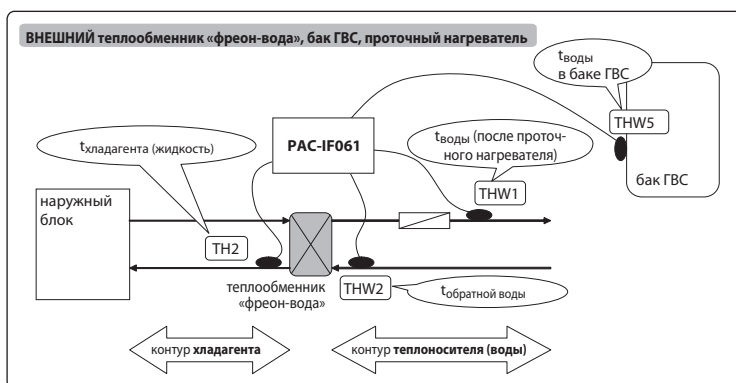 ВНЕШНИЙ теплообменник «фреон-вода», бак ГВС, проточный нагреватель
tводы
в баке ГВС
THW5
бак ГВС
PAC-IF061
tводы (после проточ-
ного нагревателя)
THW1
tхладагента (жидкость)
наружный
блок
TH2
теплообменник
«фреон-вода»
THW2
tобратной воды
контур хладагента
контур теплоносителя (воды)